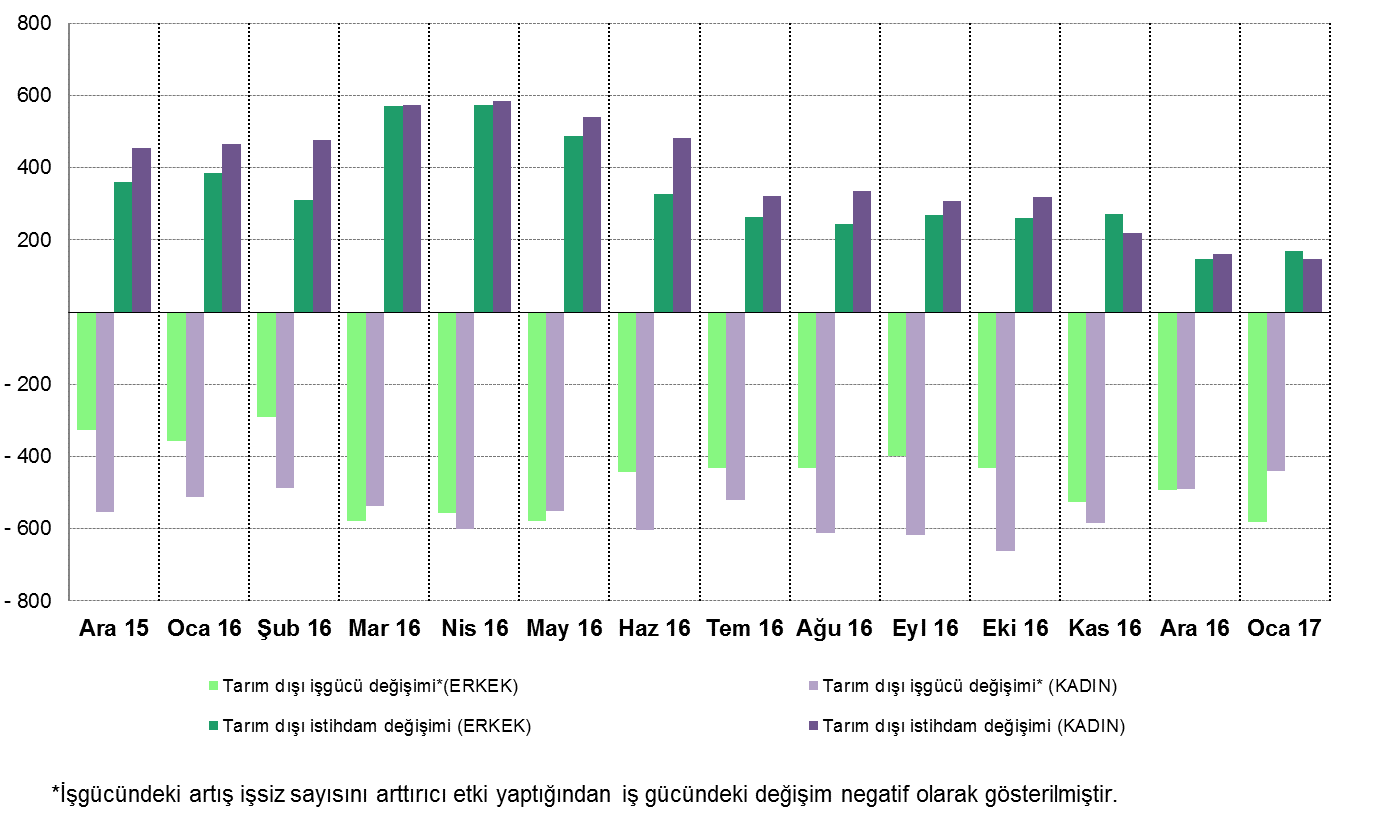 800
600
400
200
- 200
- 400
- 600
- 800
Ara 15 Oca 16 Şub 16 Mar 16 Nis 16 May 16 Haz 16 Tem 16 Ağu 16 Eyl 16 Eki 16 Kas 16 Ara 16 Oca 17
Tarım dışı işgücü değişimi*(ERKEK) Tarım dışı işgücü değişimi* (KADIN)
Tarım dışı istihdam değişimi (ERKEK) Tarım dışı istihdam değişimi (KADIN)
*İşgücündeki artış işsiz sayısını arttırıcı etki yaptığından iş gücündeki değişim negatif olarak gösterilmiştir.